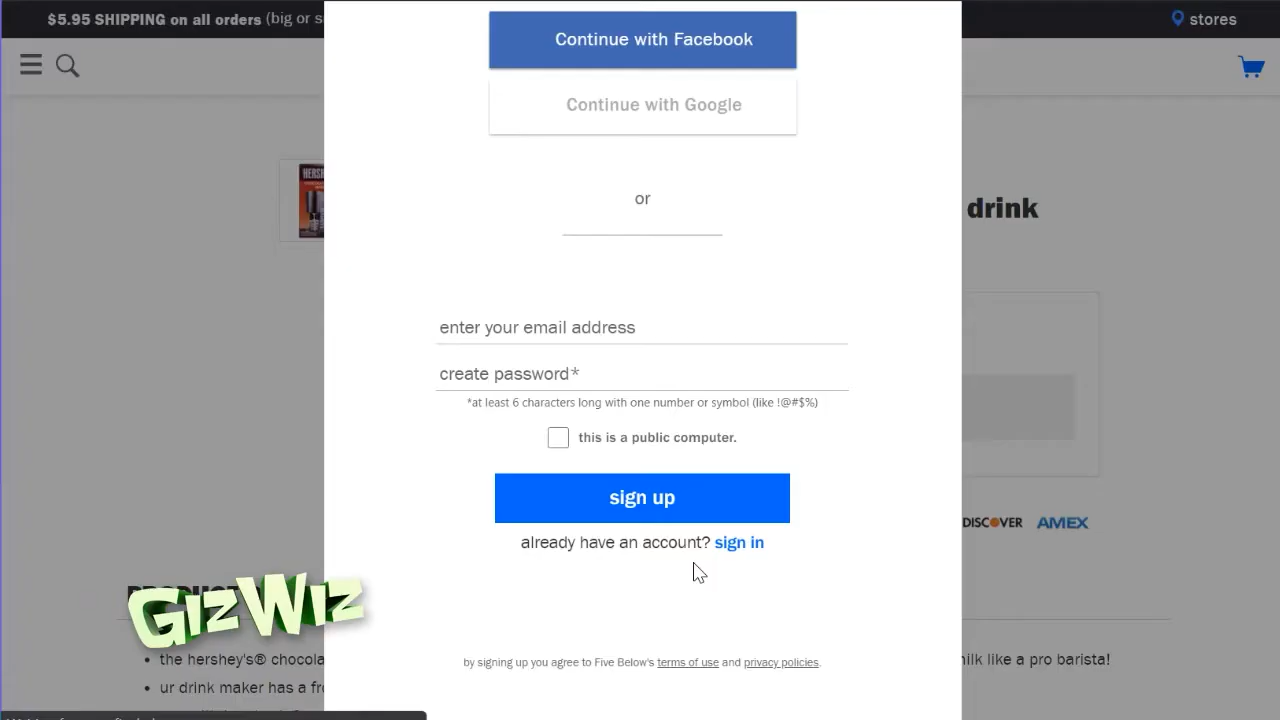 $5.95 SHIPPING on all orders (big or
stores
Continue with Facebook
Continue with Google
HERSH
or
drink
enter your email address
create password*
*at least 6 characters long with one number or symbol (like !@#$%)
this is a public computer.
sign up
DISCOVER AMEX
already have an account? sign in
GizWiz
by signing up you agree to Five Below's terms of use and privacy policies.
• the hershey's® chocola
milk like a pro barista!
• ur drink maker has a fr